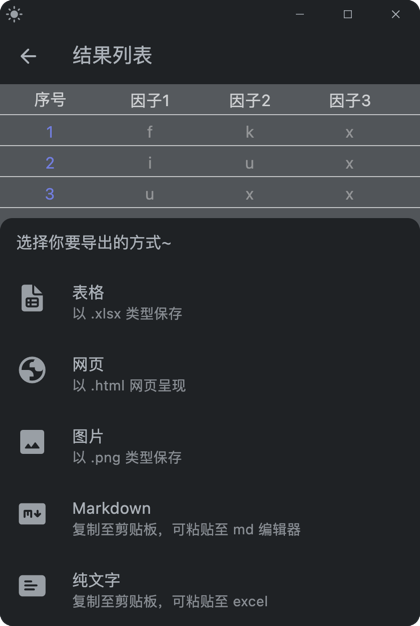 结果列表
序号 因子1 因子2 因子3
1 f k x
2 i u x
3 u x x
选择你要导出的方式~
表格
以 .xlsx 类型保存
网页
以 .html 网页呈现
图片
以 .png 类型保存
Markdown
复制至剪贴板，可粘贴至 md 编辑器
纯文字
复制至剪贴板，可粘贴至 excel